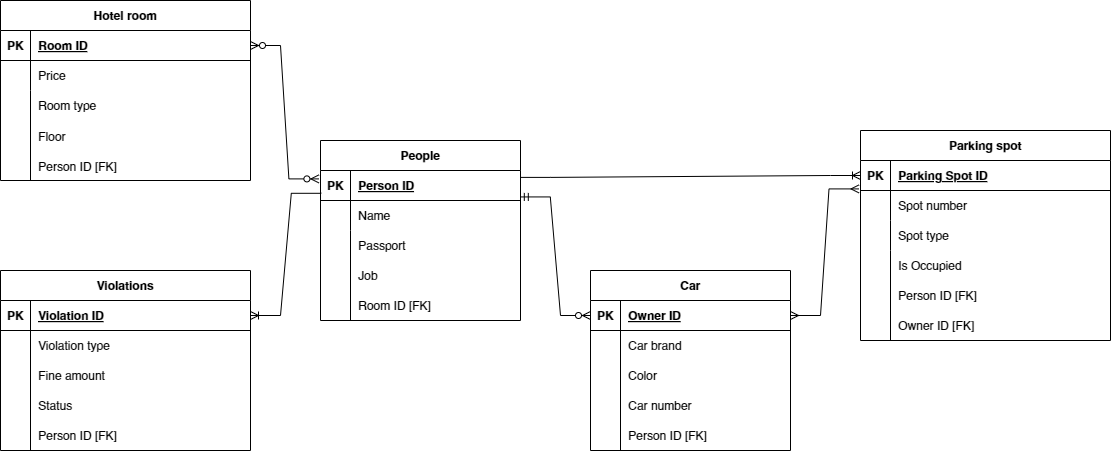 Hotel room
PK Room ID
Price
Room type
Floor
Person ID [FK]
People
PK Person ID
Name
Passport
Job
Room ID [FK]
Parking spot
PK Parking Spot ID
Spot number
Spot type
Is Occupied
Person ID [FK]
Owner ID [FK]
Violations
PK Violation ID
Violation type
Fine amount
Status
Person ID [FK]
Car
PK Owner ID
Car brand
Color
Car number
Person ID [FK]